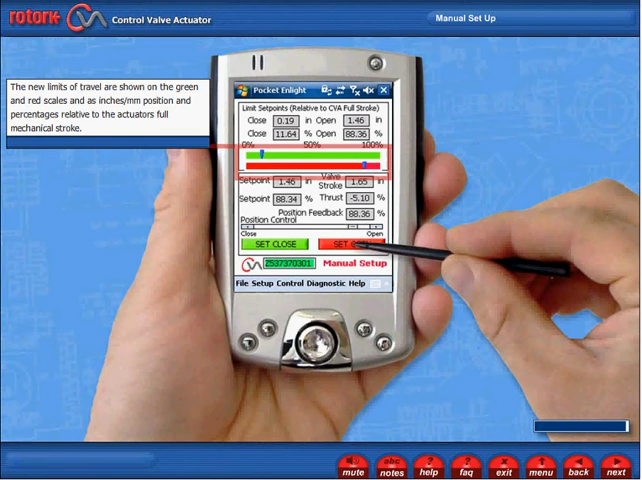 rotork Control Valve Actuator
Manual Set Up
The new limits of travel are shown on the green
and red scales and as inches/mm position and
percentages relative to the actuators full
mechanical stroke.
Pocket Enlight
Limit Setpoints (Relative to CVA Full Stroke)
Close 0.19 in Open 1.46 in
Close 11.64 % Open 88.36 %
0% 50% 100%
Setpoint 1.46 in Valve Stroke 1.65 in
Setpoint 88.34 % Thrust -5.10 %
Position Feedback 88.36 %
Position Control
Close Open
SET CLOSE SET
2537370301 Manual Setup
File Setup Control Diagnostic Help
mute
abc
notes
?
help
?
faq
x
exit
menu
back
next